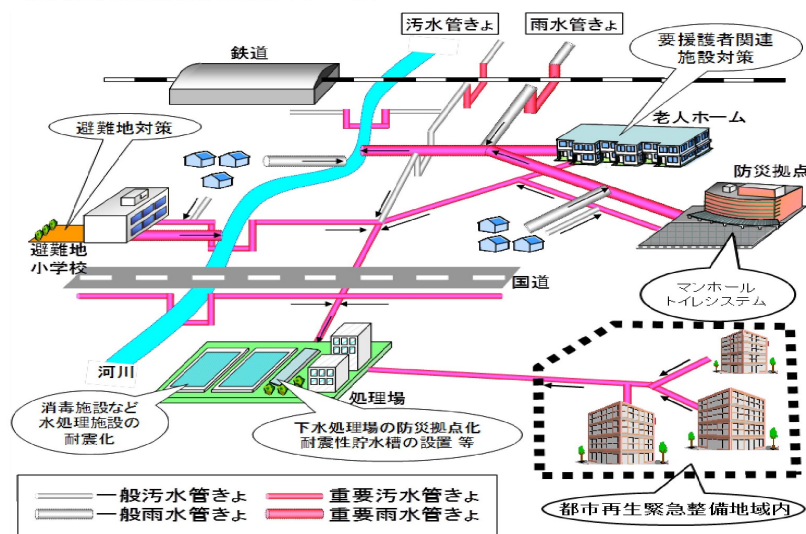 汚水管きょ
雨水管きょ
鉄道
要援護者関連
施設対策
避難地対策
老人ホーム
防災拠点
避難地
小学校
国道
マンホール
トイレシステム
河川
処理場
消毒施設など
水処理施設の
耐震化
下水処理場の防災拠点化
耐震性貯水槽の設置 等
一般汚水管きょ
重要汚水管きょ
一般雨水管きょ
重要雨水管きょ
都市再生緊急整備地域内